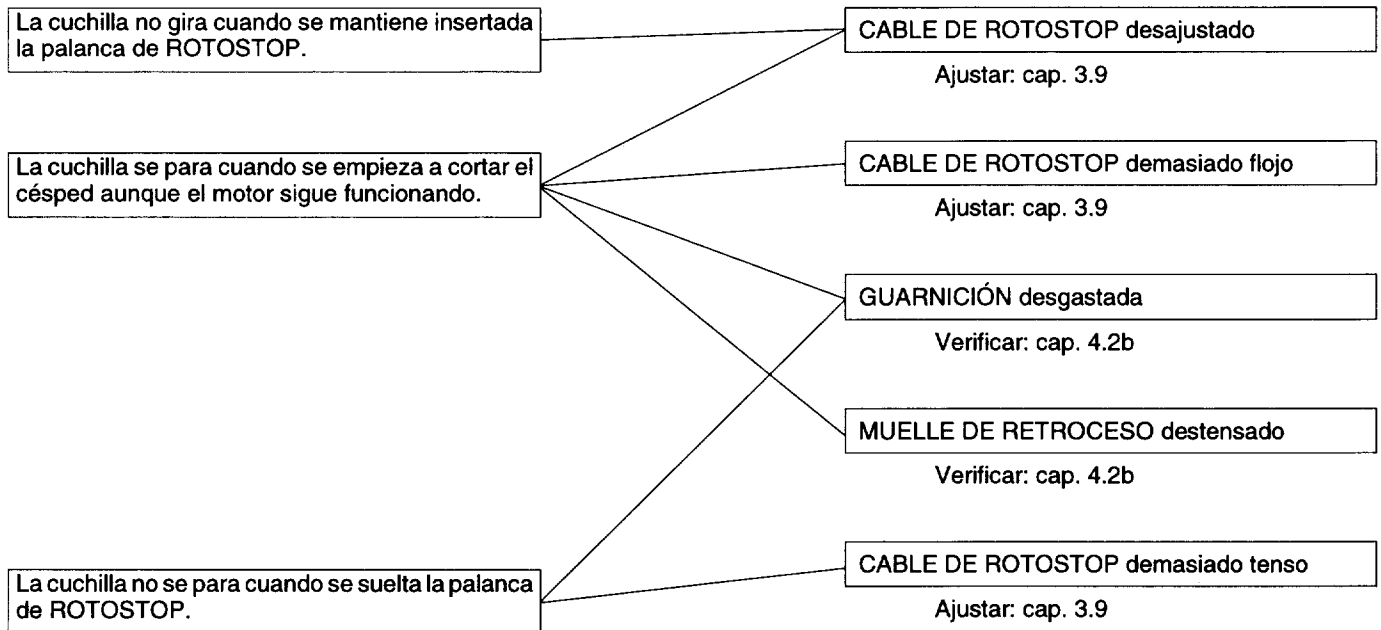 La cuchilla no gira cuando se mantiene insertada
la palanca de ROTOSTOP.
CABLE DE ROTOSTOP desajustado
Ajustar: cap. 3.9
La cuchilla se para cuando se empieza a cortar el
césped aunque el motor sigue funcionando.
CABLE DE ROTOSTOP demasiado flojo
Ajustar: cap. 3.9
GUARNICIÓN desgastada
Verificar: cap. 4.2b
MUELLE DE RETROCESO destensado
Verificar: cap. 4.2b
La cuchilla no se para cuando se suelta la palanca
de ROTOSTOP.
CABLE DE ROTOSTOP demasiado tenso
Ajustar: cap. 3.9